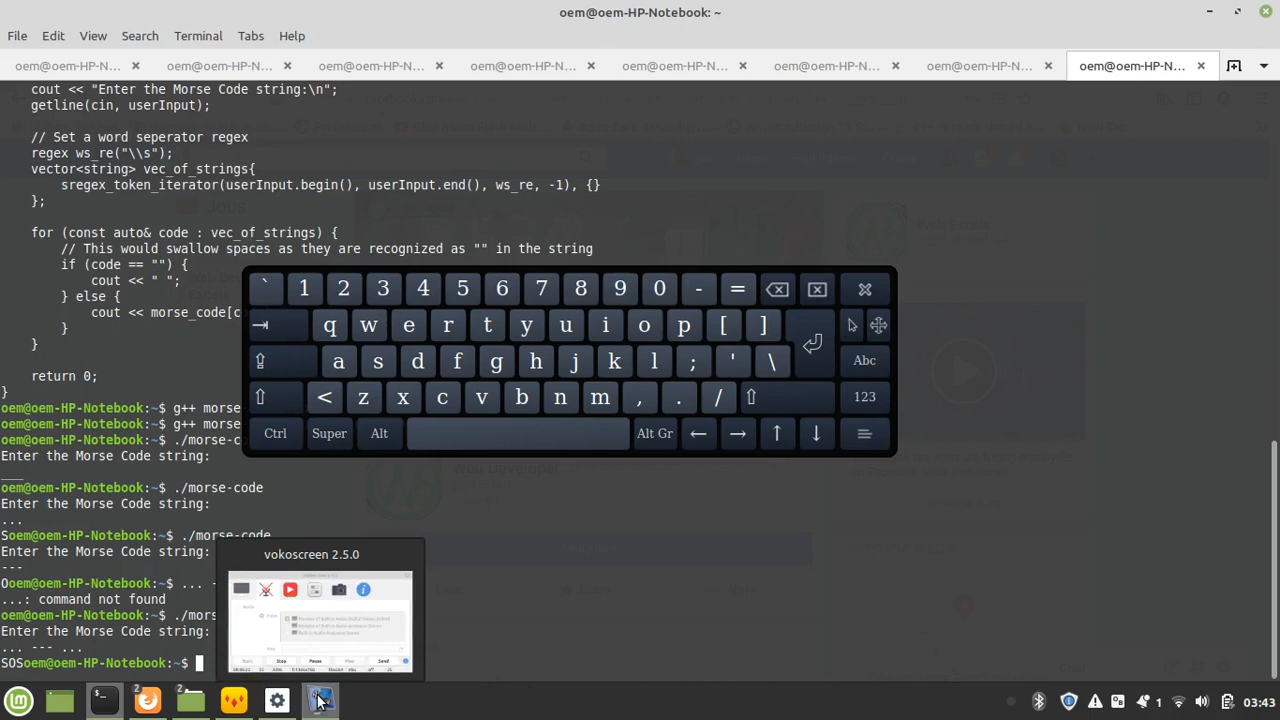 oem@oem-HP-Notebook: ~
File Edit View Search Terminal Tabs Help
oem@oem-HP-N... oem@oem-HP-N... oem@oem-HP-N... oem@oem-HP-N... oem@oem-HP-N... oem@oem-HP-N... oem@oem-HP-N... oem@oem-HP-N...
cout << "Enter the Morse Code string:\n";
getline(cin, userInput);
// Set a word seperator regex
regex ws_re("\\s");
vector<string> vec_of_strings{
sregex_token_iterator(userInput.begin(), userInput.end(), ws_re, -1), {}
};
for (const auto& code : vec_of_strings) {
// This would swallow spaces as they are recognized as "" in the string
if (code == "") {
cout << " ";
} else {
cout << morse_code[c
}
}
return 0;
}
oem@oem-HP-Notebook:~$ g++ morse-
oem@oem-HP-Notebook:~$ g++ morse
oem@oem-HP-Notebook:~$ ./morse-co
Enter the Morse Code string:
___
oem@oem-HP-Notebook:~$ ./morse-code
Enter the Morse Code string:
...
Soem@oem-HP-Notebook:~$ ./morse-code
Enter the Morse Code string:
---
Ooem@oem-HP-Notebook:~$ ... -
...: command not found
oem@oem-HP-Notebook:~$ ./mors
Enter the Morse Code string:
... --- ...
SOSoem@oem-HP-Notebook:~$
` 1 2 3 4 5 6 7 8 9 0 - =
q w e r t y u i o p [ ]
a s d f g h j k l ; ' \ Abc
< z x c v b n m , . / 123
Ctrl Super Alt Alt Gr ← → ↑ ↓
vokoscreen 2.5.0
Stop Pause Play Send
2 2 1 03:43